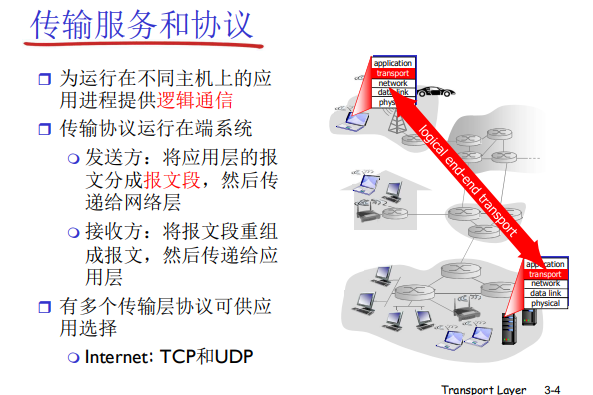 传输服务和协议
为运行在不同主机上的应
用进程提供逻辑通信
传输协议运行在端系统
发送方：将应用层的报
文分成报文段，然后传
递给网络层
接收方：将报文段重组
成报文，然后传递给应
用层
有多个传输层协议可供应
用选择
Internet: TCP和UDP
application
transport
network
data link
logical end-end transport
application
transport
network
data link
physical
Transport Layer 3-4